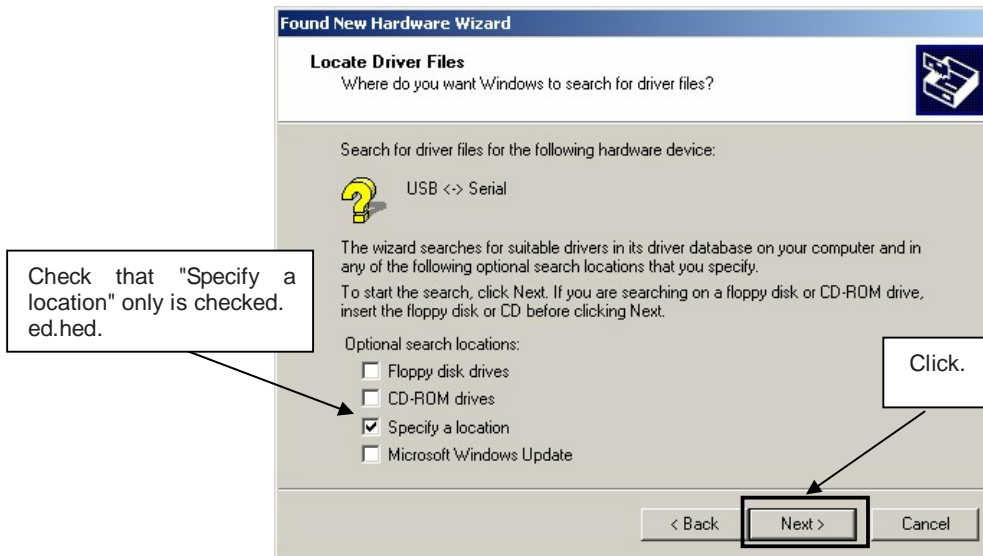 Found New Hardware Wizard
Locate Driver Files
Where do you want Windows to search for driver files?
Search for driver files for the following hardware device:
USB <-> Serial
The wizard searches for suitable drivers in its driver database on your computer and in
any of the following optional search locations that you specify.
To start the search, click Next. If you are searching on a floppy disk or CD-ROM drive,
insert the floppy disk or CD before clicking Next.
Check that "Specify a
location" only is checked.
ed.hed.
Optional search locations:
Floppy disk drives
CD-ROM drives
Specify a location
Microsoft Windows Update
Click.
< Back Next > Cancel